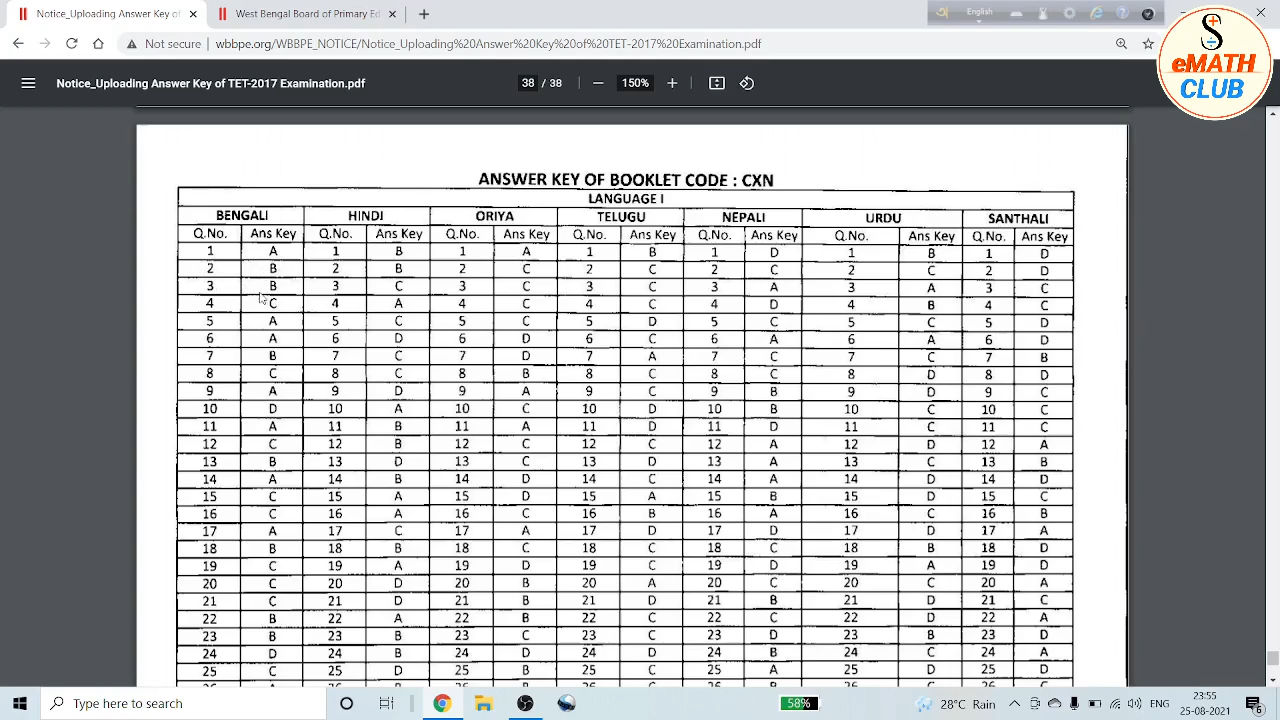 Notice_Uploading Answer Key of
West Bengal Board of Primary Ed
English
Not secure wbbpe.org/WBBPE_NOTICE/Notice_Uploading%20Answer%20Key%20of%20TET-2017%20Examination.pdf
eMATH
CLUB
Notice_Uploading Answer Key of TET-2017 Examination.pdf 38 / 38 150%
ANSWER KEY OF BOOKLET CODE : CXN
LANGUAGE I
BENGALI HINDI ORIYA TELUGU NEPALI URDU SANTHALI
Q.No. Ans Key Q.No. Ans Key Q.No. Ans Key Q.No. Ans Key Q.No. Ans Key Q.No. Ans Key Q.No. Ans Key
1 A 1 B 1 A 1 B 1 D 1 B 1 D
2 B 2 B 2 C 2 C 2 C 2 C 2 D
3 B 3 C 3 C 3 C 3 A 3 A 3 C
4 C 4 A 4 C 4 C 4 D 4 B 4 C
5 A 5 C 5 C 5 D 5 C 5 C 5 D
6 A 6 D 6 D 6 C 6 A 6 A 6 D
7 B 7 C 7 D 7 A 7 C 7 C 7 B
8 C 8 C 8 B 8 C 8 C 8 D 8 D
9 A 9 D 9 A 9 C 9 B 9 D 9 C
10 D 10 A 10 C 10 D 10 B 10 C 10 C
11 A 11 B 11 A 11 D 11 D 11 C 11 C
12 C 12 B 12 C 12 C 12 A 12 D 12 A
13 B 13 D 13 C 13 D 13 A 13 C 13 B
14 A 14 B 14 D 14 C 14 A 14 D 14 D
15 C 15 A 15 D 15 A 15 B 15 D 15 C
16 C 16 A 16 C 16 B 16 A 16 C 16 B
17 A 17 C 17 A 17 D 17 D 17 D 17 A
18 B 18 B 18 C 18 C 18 C 18 B 18 D
19 C 19 A 19 D 19 C 19 D 19 A 19 D
20 C 20 D 20 B 20 A 20 C 20 C 20 A
21 C 21 D 21 B 21 D 21 B 21 D 21 C
22 B 22 A 22 B 22 C 22 C 22 D 22 A
23 B 23 B 23 C 23 C 23 D 23 B 23 D
24 D 24 B 24 D 24 D 24 B 24 C 24 A
25 C 25 D 25 B 25 C 25 A 25 D 25 D
Type here to search 58% 28°C Rain ENG 23:55
25-08-2021 6